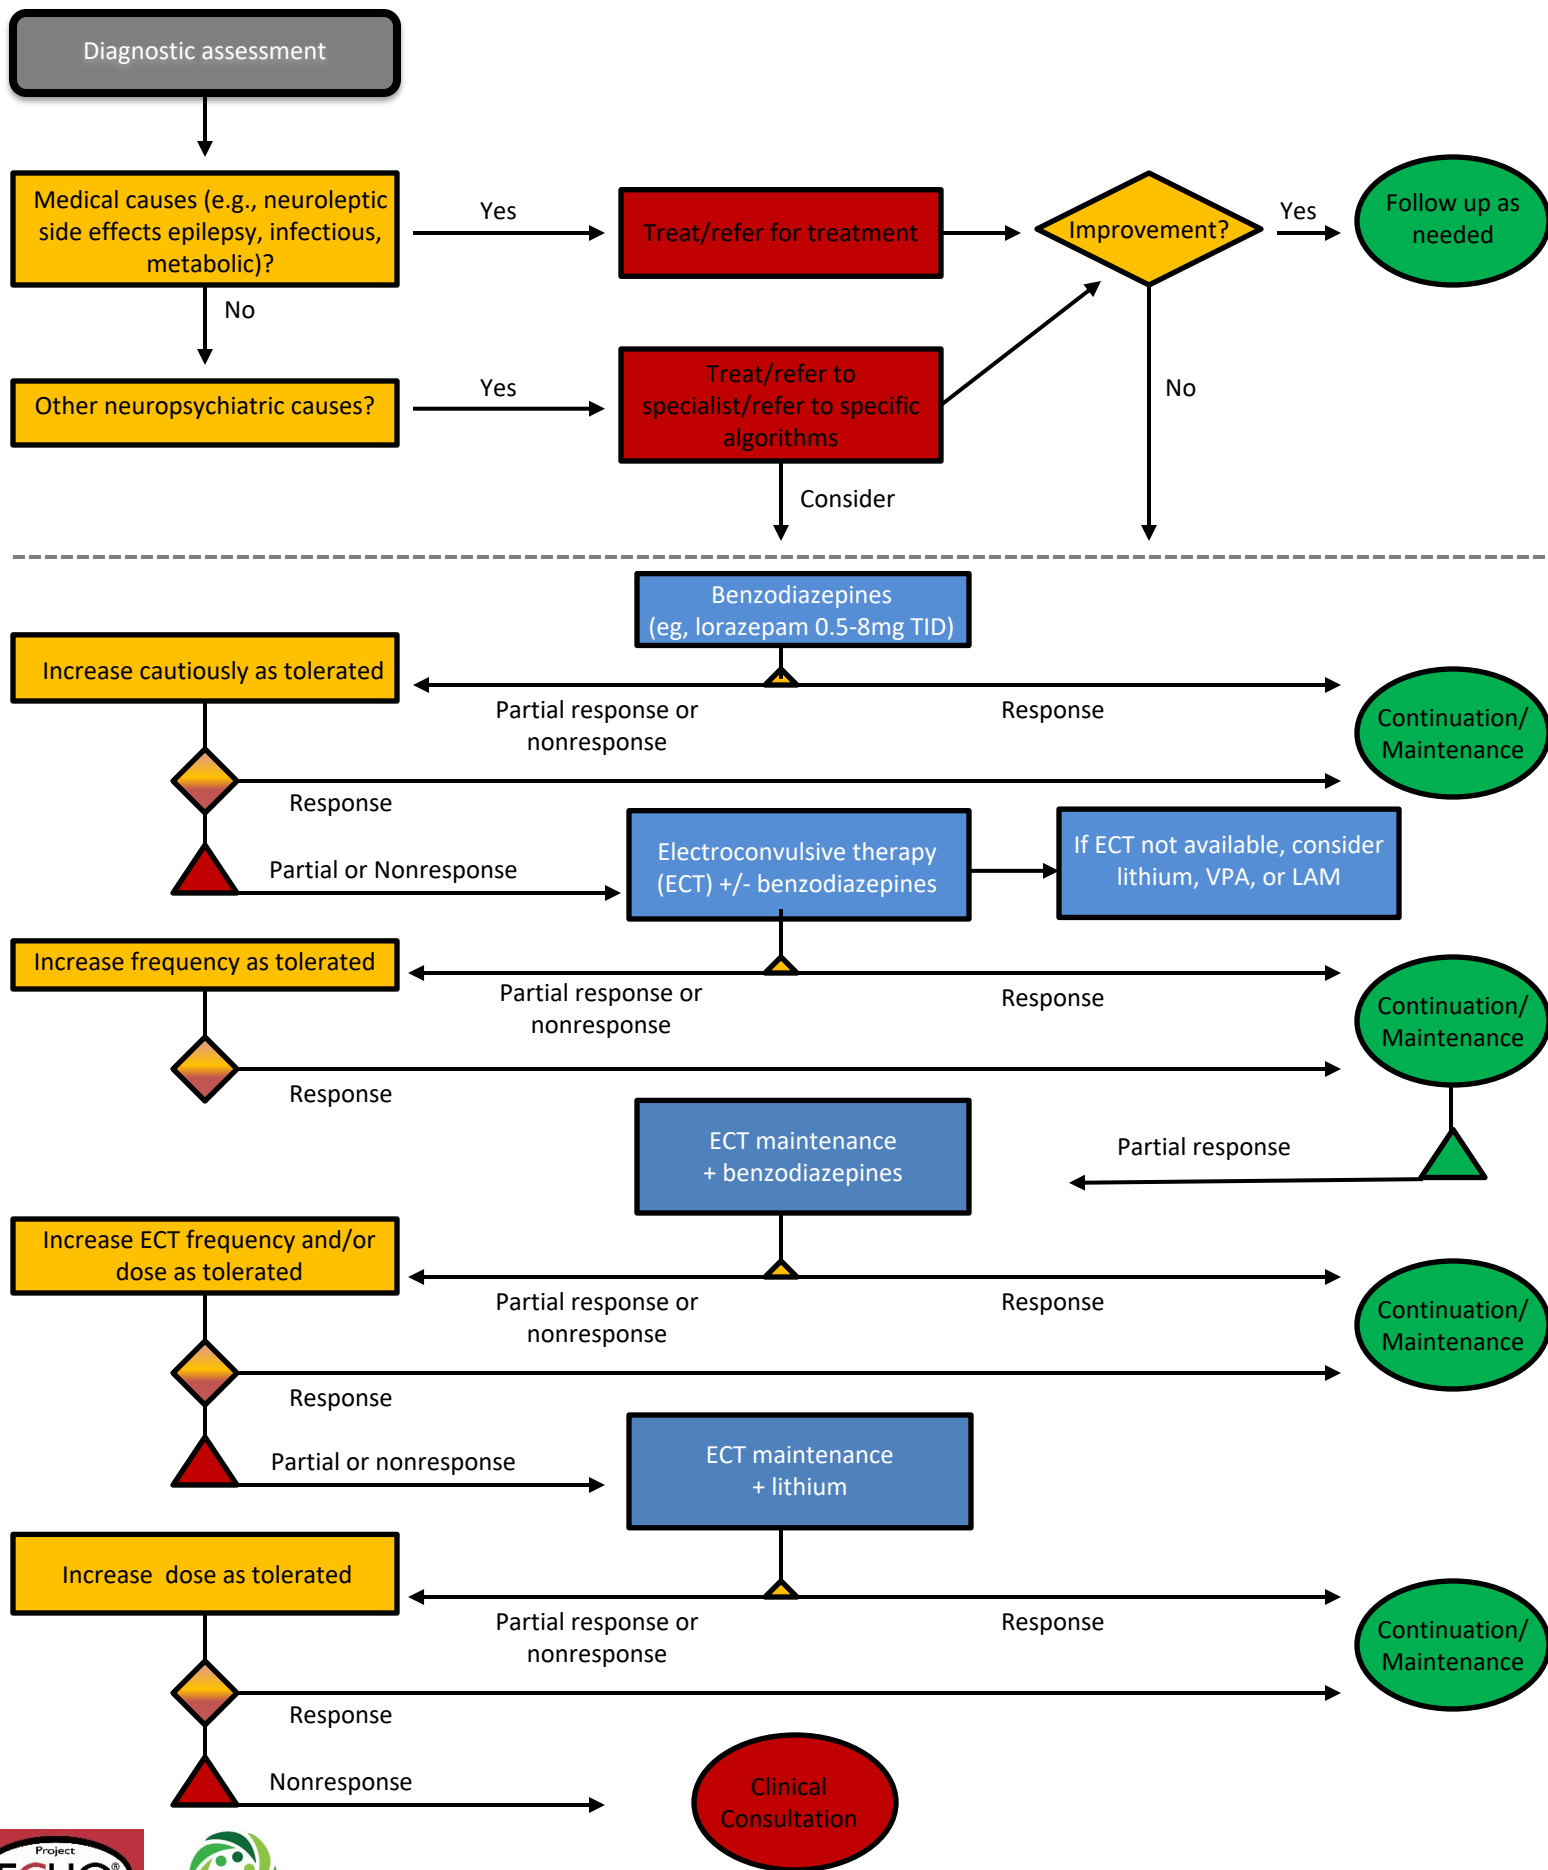 Diagnostic assessment
Medical causes (e.g., neuroleptic
side effects epilepsy, infectious,
metabolic)?
Yes
Treat/refer for treatment
Improvement?
Yes
Follow up as
needed
No
Other neuropsychiatric causes?
Yes
Treat/refer to
specialist/refer to specific
algorithms
No
Consider
Benzodiazepines
(eg, lorazepam 0.5-8mg TID)
Increase cautiously as tolerated
Partial response or
nonresponse
Response
Continuation/
Maintenance
Response
Partial or Nonresponse
Electroconvulsive therapy
(ECT) +/- benzodiazepines
If ECT not available, consider
lithium, VPA, or LAM
Increase frequency as tolerated
Partial response or
nonresponse
Response
Continuation/
Maintenance
Response
ECT maintenance
+ benzodiazepines
Partial response
Increase ECT frequency and/or
dose as tolerated
Partial response or
nonresponse
Response
Continuation/
Maintenance
Response
Partial or nonresponse
ECT maintenance
+ lithium
Increase  dose as tolerated
Partial response or
nonresponse
Response
Continuation/
Maintenance
Response
Nonresponse
Clinical
Consultation
Project